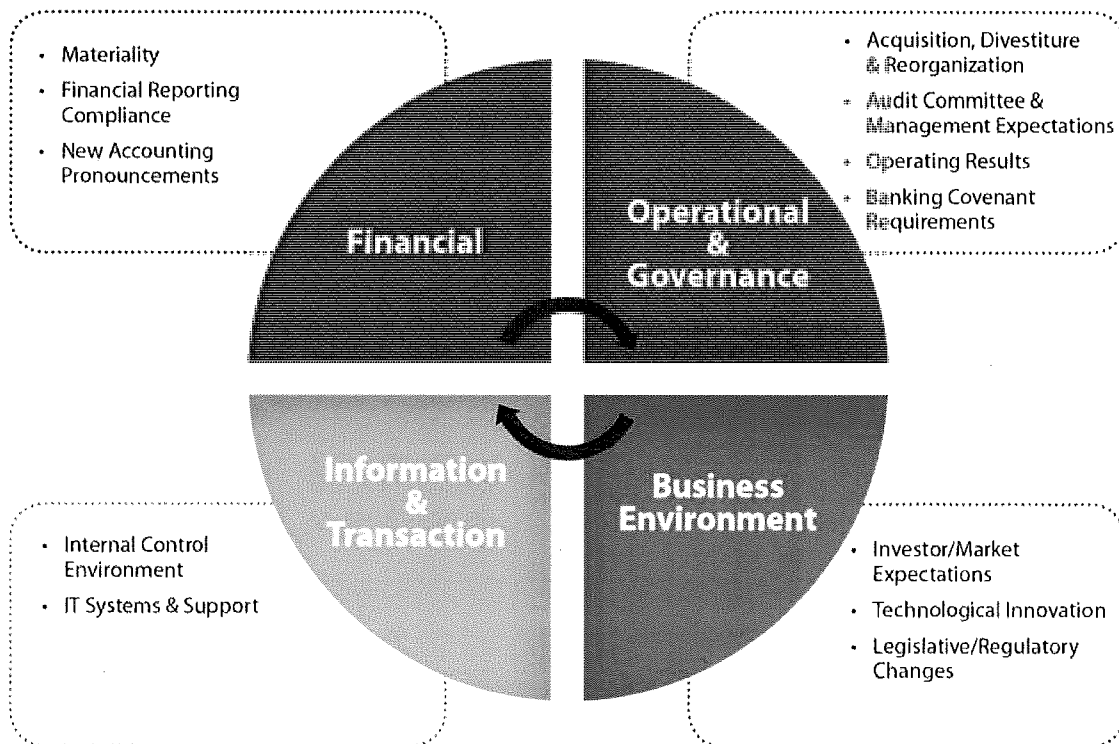 • Materiality
• Financial Reporting
Compliance
• New Accounting
Pronouncements
• Acquisition, Divestiture
& Reorganization
• Audit Committee &
Management Expectations
• Operating Results
• Banking Covenant
Requirements
Financial
Operational
&
Governance
Information
&
Transaction
Business
Environment
• Internal Control
Environment
• IT Systems & Support
• Investor/Market
Expectations
• Technological Innovation
• Legislative/Regulatory
Changes